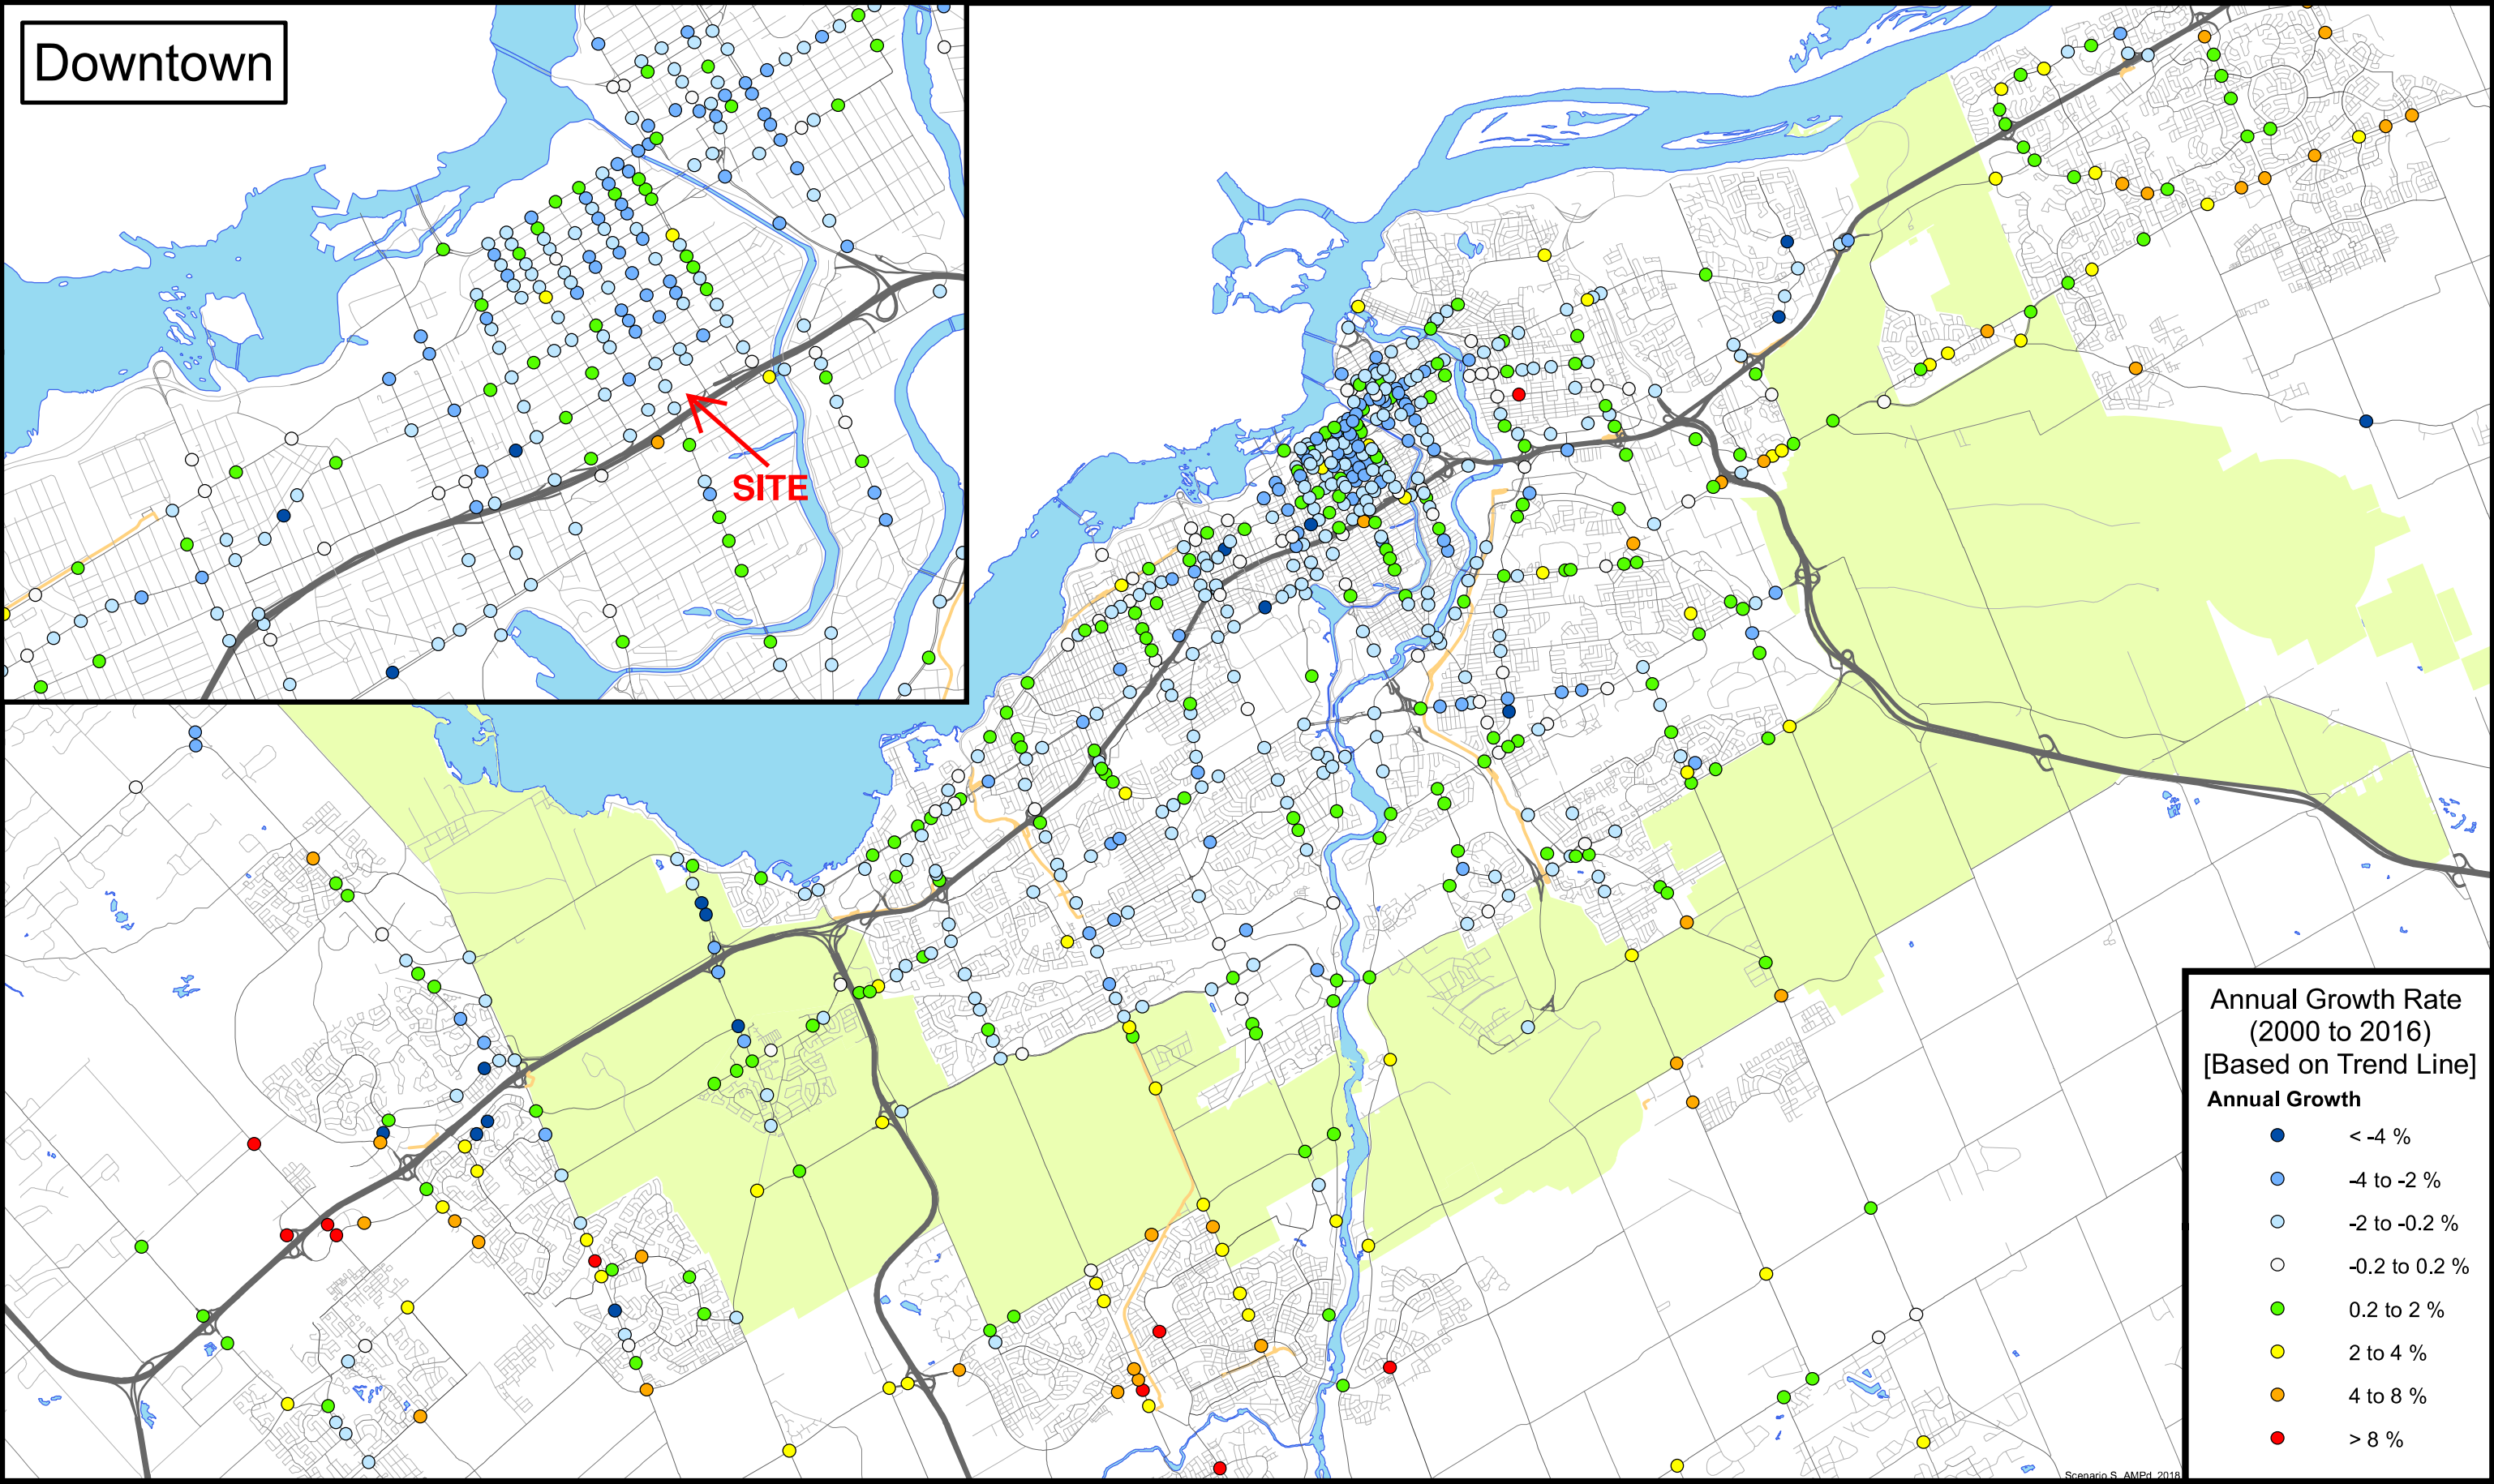 Downtown
SITE
Annual Growth Rate
(2000 to 2016)
[Based on Trend Line]
Annual Growth
< -4 %
-4 to -2 %
-2 to -0.2 %
-0.2 to 0.2 %
0.2 to 2 %
2 to 4 %
4 to 8 %
> 8 %
Scenario S_AMPd_2018